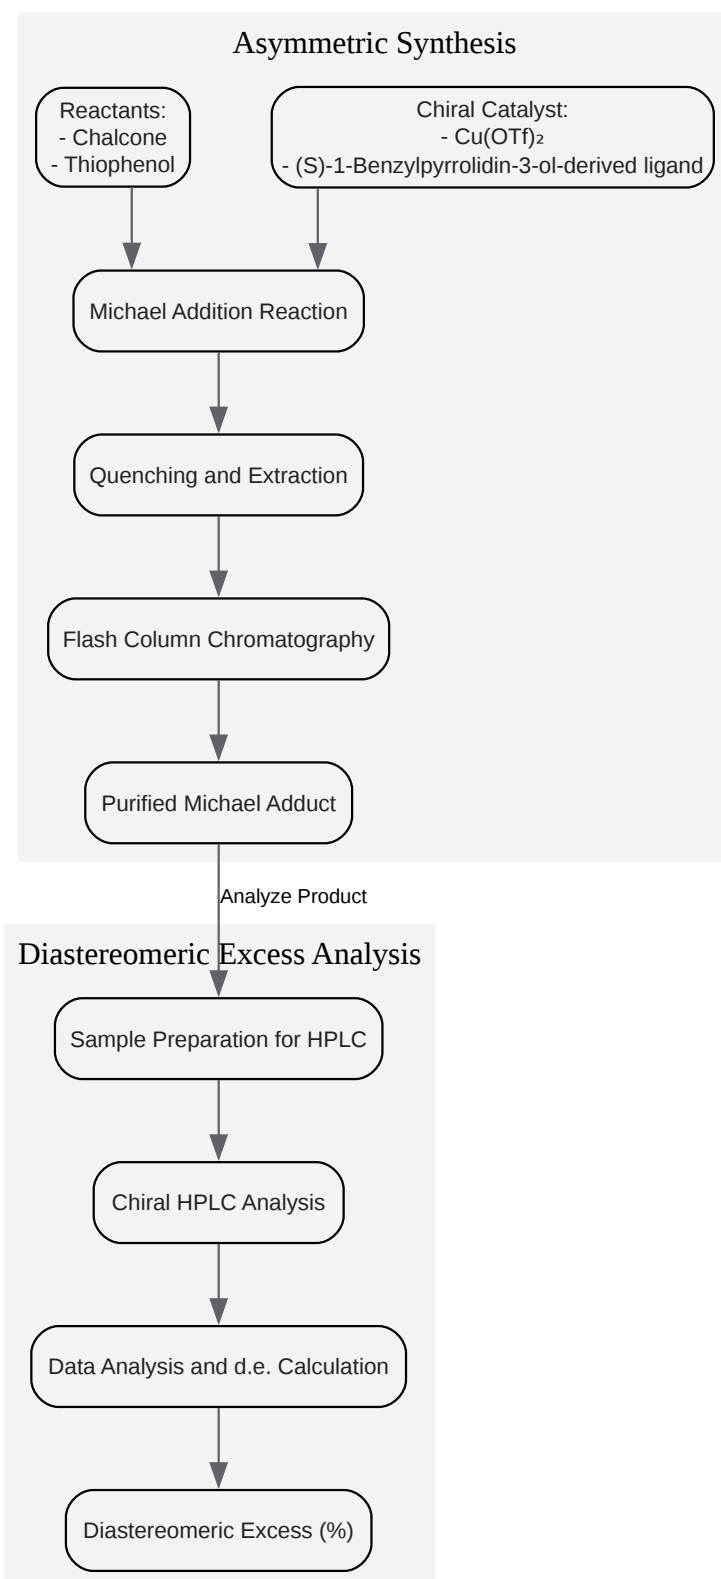 Asymmetric Synthesis
Reactants:
- Chalcone
- Thiophenol
Chiral Catalyst:
- Cu(OTf)₂
- (S)-1-Benzylpyrrolidin-3-ol-derived ligand
Michael Addition Reaction
Quenching and Extraction
Flash Column Chromatography
Purified Michael Adduct
Analyze Product
Diastereomeric Excess Analysis
Sample Preparation for HPLC
Chiral HPLC Analysis
Data Analysis and d.e. Calculation
Diastereomeric Excess (%)